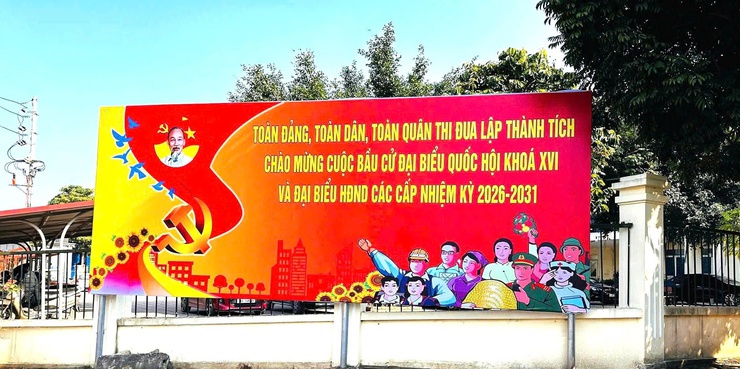 TOÀN ĐẢNG, TOÀN DÂN, TOÀN QUÂN THI ĐUA LẬP THÀNH TÍCH
CHÀO MỪNG CUỘC BẦU CỬ ĐẠI BIỂU QUỐC HỘI KHOÁ XVI
VÀ ĐẠI BIỂU HĐND CÁC CẤP NHIỆM KỲ 2026-2031